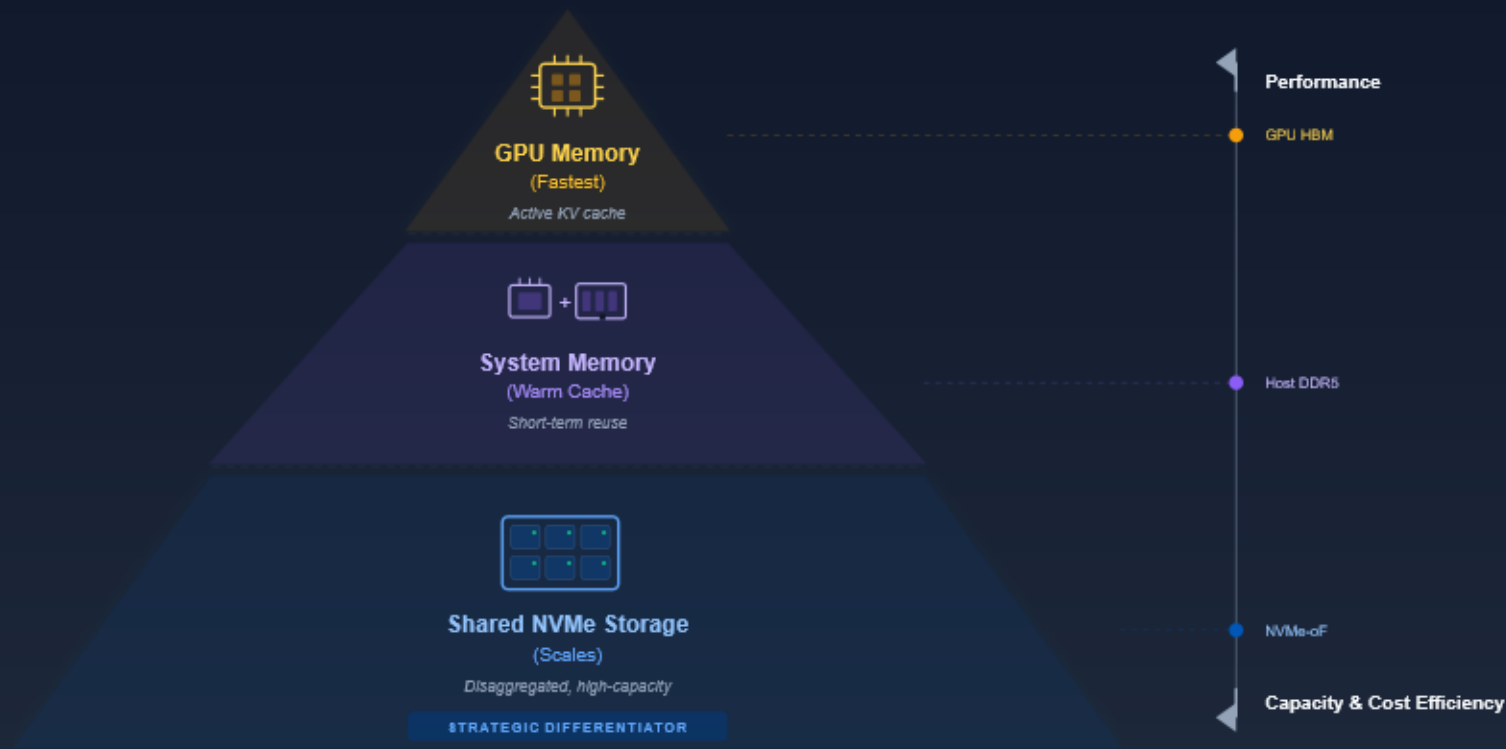 GPU Memory
(Fastest)
Active KV cache
+
System Memory
(Warm Cache)
Short-term reuse
Shared NVMe Storage
(Scales)
Disaggregated, high-capacity
STRATEGIC DIFFERENTIATOR
Performance
GPU HBM
Host DDR5
NVMe-oF
Capacity & Cost Efficiency